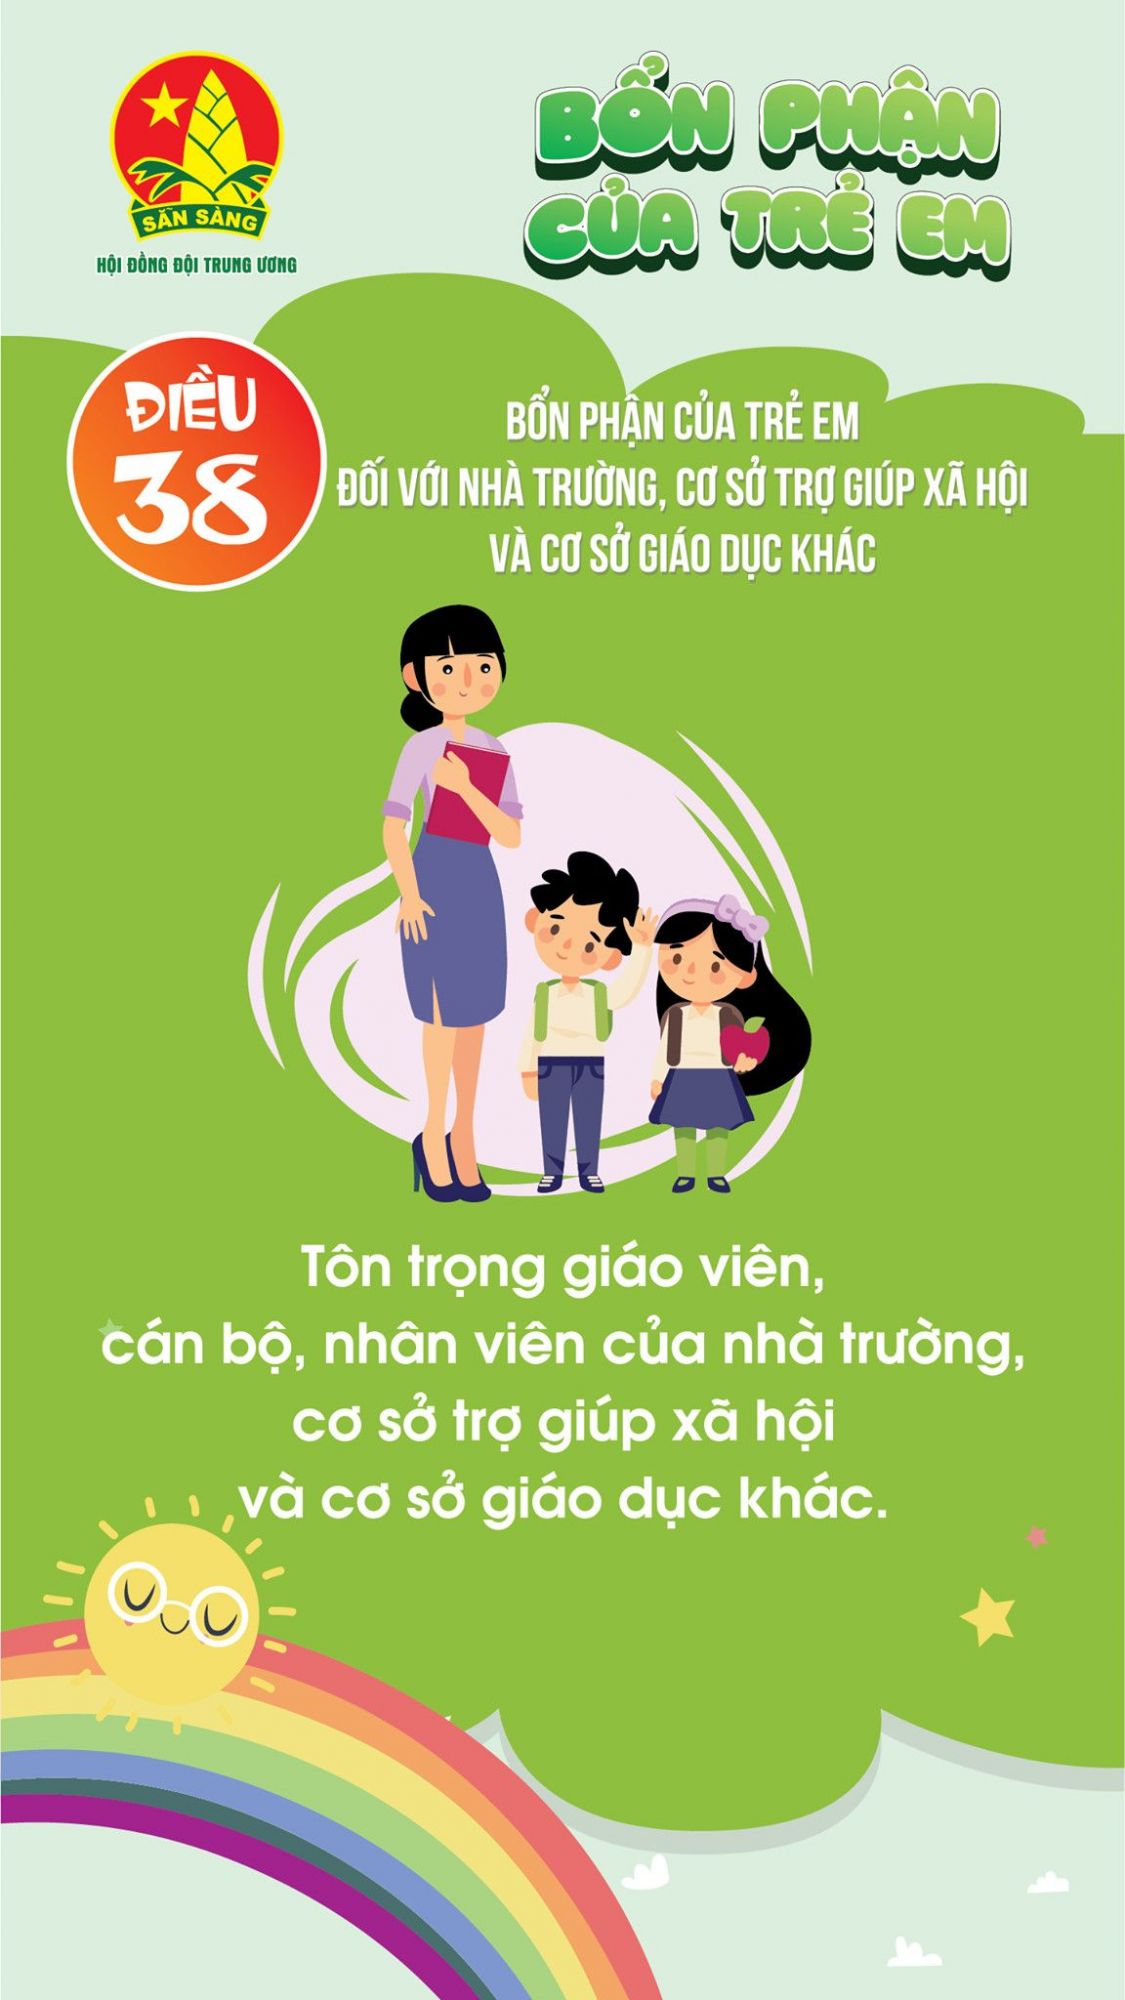 SẴN SÀNG
HỘI ĐỒNG ĐỘI TRUNG ƯƠNG
BỔN PHẬN
CỦA TRẺ EM
ĐIỀU
38
BỔN PHẬN CỦA TRẺ EM
ĐỐI VỚI NHÀ TRƯỜNG, CƠ SỞ TRỢ GIÚP XÃ HỘI
VÀ CƠ SỞ GIÁO DỤC KHÁC
Tôn trọng giáo viên,
cán bộ, nhân viên của nhà trường,
cơ sở trợ giúp xã hội
và cơ sở giáo dục khác.